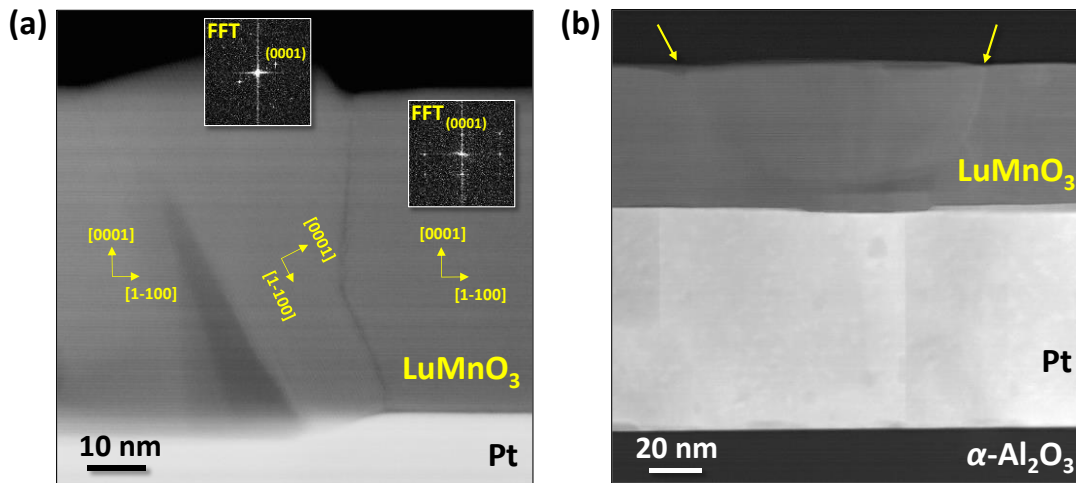 (a)
FFT
(0001)
FFT
(0001)
[0001]
[1-100]
[0001]
[1-100]
[0001]
[1-100]
LuMnO₃
10 nm
Pt
(b)
LuMnO₃
Pt
20 nm
α-Al₂O₃